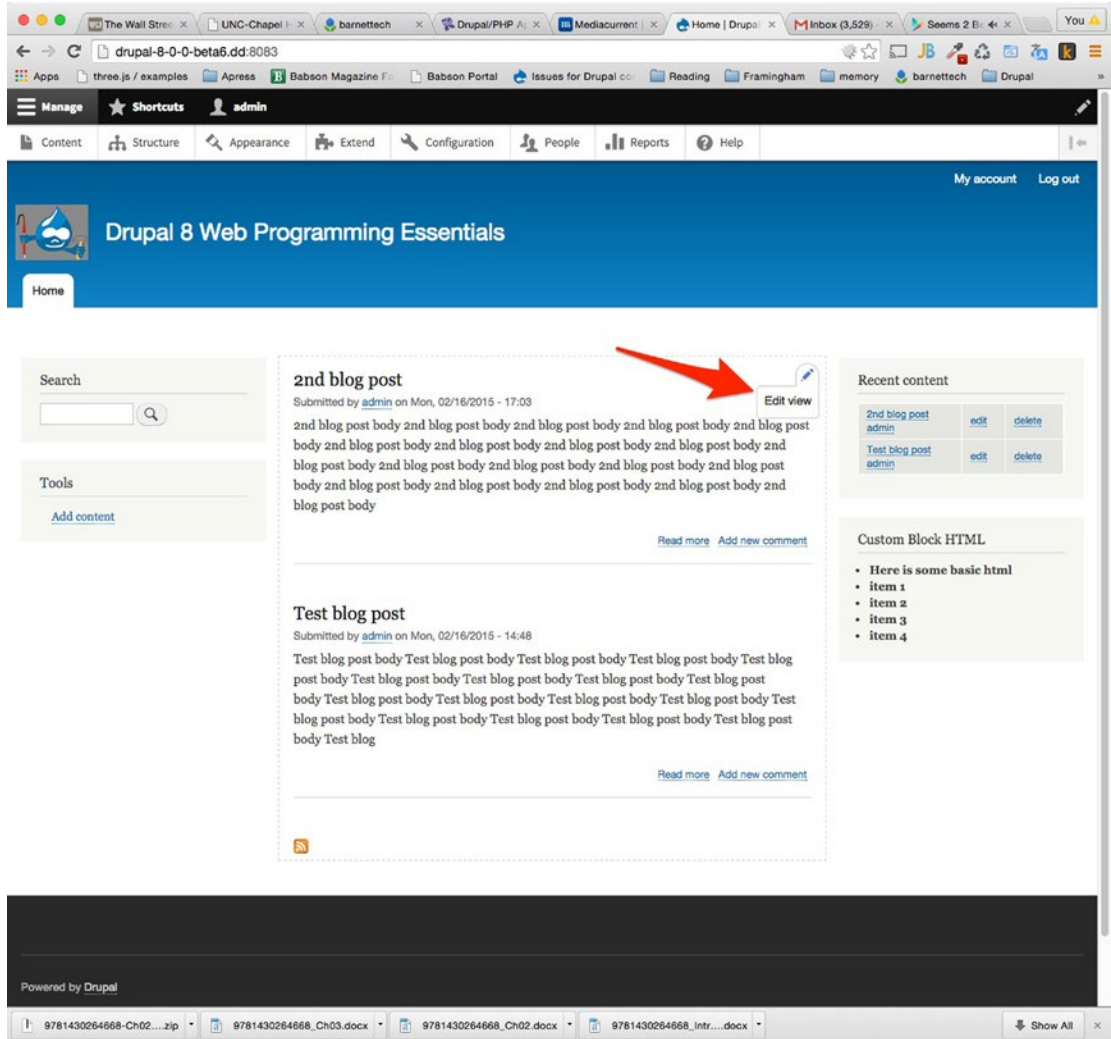 The Wall Stree
UNC-Chapel H
barnettech
Drupal/PHP Ap
Mediacurrent |
Home | Drupal
Inbox (3,529) -
Seems 2 Be
You
drupal-8-0-0-beta6.dd:8083
Apps
three.js / examples
Apress
Babson Magazine Fa
Babson Portal
Issues for Drupal cor
Reading
Framingham
memory
barnettech
Drupal
»
Manage
Shortcuts
admin
Content
Structure
Appearance
Extend
Configuration
People
Reports
Help
My account
Log out
Drupal 8 Web Programming Essentials
Home
Search
Tools
Add content
2nd blog post
Edit view
Submitted by admin on Mon, 02/16/2015 - 17:03
2nd blog post body 2nd blog post body 2nd blog post body 2nd blog post body 2nd blog post
body 2nd blog post body 2nd blog post body 2nd blog post body 2nd blog post body 2nd
blog post body 2nd blog post body 2nd blog post body 2nd blog post body 2nd blog post
body 2nd blog post body 2nd blog post body 2nd blog post body 2nd blog post body 2nd
blog post body
Read more Add new comment
Test blog post
Submitted by admin on Mon, 02/16/2015 - 14:48
Test blog post body Test blog post body Test blog post body Test blog post body Test blog
post body Test blog post body Test blog post body Test blog post body Test blog post
body Test blog post body Test blog post body Test blog post body Test blog post body Test
blog post body Test blog post body Test blog post body Test blog post body Test blog post
body Test blog
Read more Add new comment
Recent content
2nd blog post
admin
edit
delete
Test blog post
admin
edit
delete
Custom Block HTML
• Here is some basic html
• item 1
• item 2
• item 3
• item 4
Powered by Drupal
9781430264668-Ch02....zip
9781430264668_Ch03.docx
9781430264668_Ch02.docx
9781430264668_Intr....docx
Show All